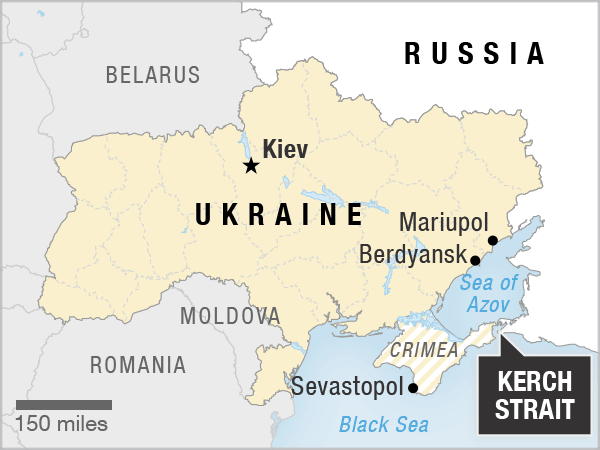 RUSSIA
BELARUS
Kiev
UKRAINE
Mariupol
Berdyansk
Sea of
Azov
MOLDOVA
CRIMEA
ROMANIA
Sevastopol
KERCH
STRAIT
150 miles
Black Sea